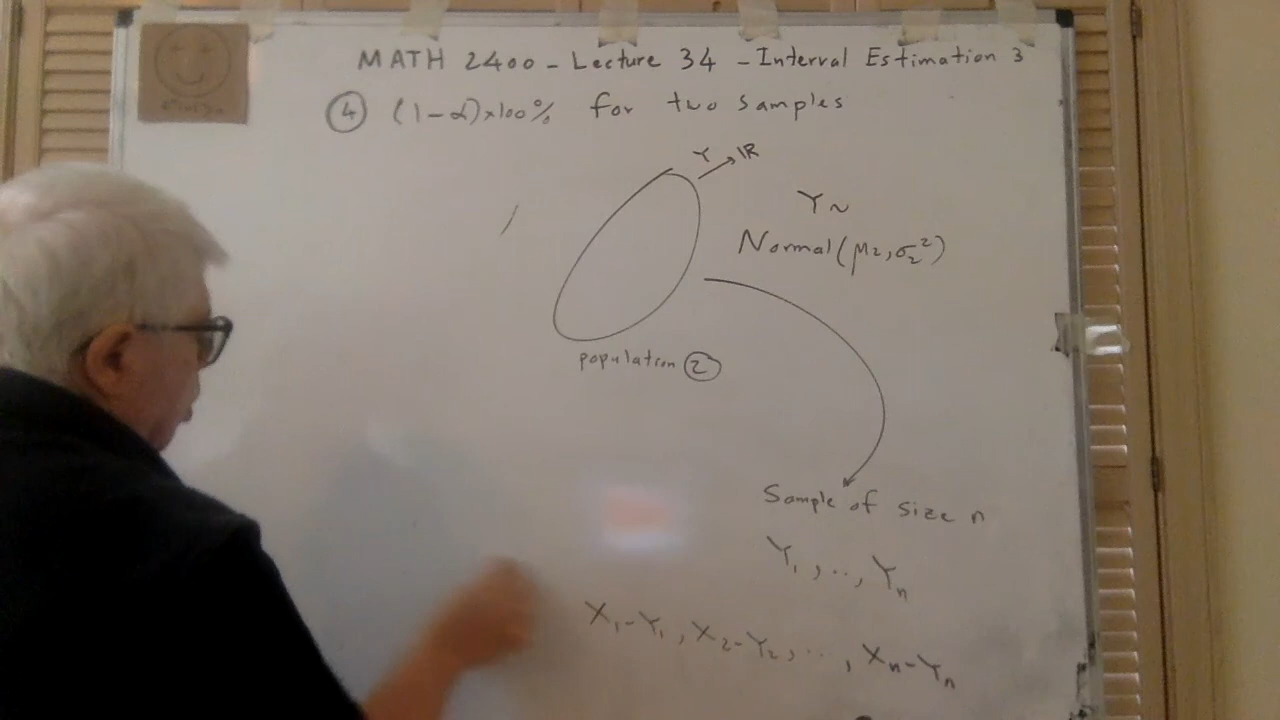 MATH 2400 - Lecture 34 - Interval Estimation 3
④ (1-α)×100% for two samples
Y → ℝ
Y ~
Normal(μ₂, σ₂²)
population ②
Sample of size n
Y₁, .., Yₙ
X₁-Y₁, X₂-Y₂, ..., Xₙ-Yₙ